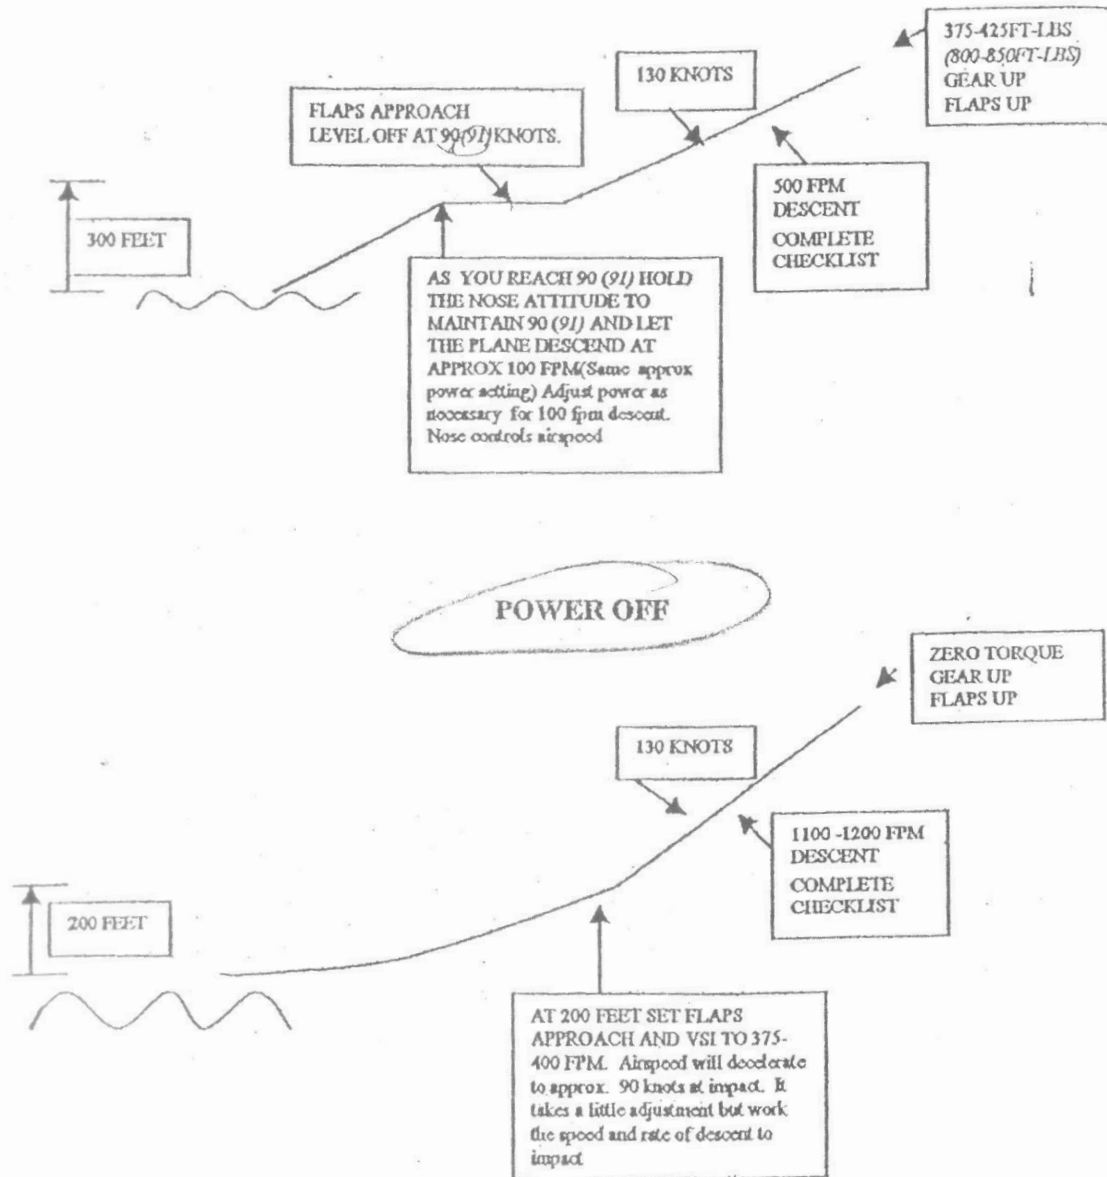 375-425FT-LBS
(800-850FT-LBS)
GEAR UP
FLAPS UP
130 KNOTS
FLAPS APPROACH
LEVEL OFF AT 90(91) KNOTS.
500 FPM
DESCENT
COMPLETE
CHECKLIST
300 FEET
AS YOU REACH 90 (91) HOLD
THE NOSE ATTITUDE TO
MAINTAIN 90 (91) AND LET
THE PLANE DESCEND AT
APPROX 100 FPM(Same approx
power setting) Adjust power as
necessary for 100 fpm descent.
Nose controls airspeed
POWER OFF
ZERO TORQUE
GEAR UP
FLAPS UP
130 KNOTS
1100 -1200 FPM
DESCENT
COMPLETE
CHECKLIST
200 FEET
AT 200 FEET SET FLAPS
APPROACH AND VSI TO 375-
400 FPM. Airspeed will decelerate
to approx. 90 knots at impact. It
takes a little adjustment but work
the speed and rate of descent to
impact